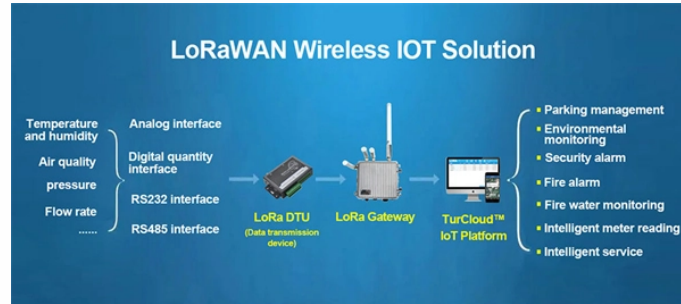 LoRaWAN Wireless IOT Solution
Temperature
and humidity
Air quality
pressure
Flow rate
......
Analog interface
Digital quantity
interface
RS232 interface
RS485 interface
LoRa DTU
(Data transmission
device)
LoRa Gateway
TurCloud™
IoT Platform
Parking management
Environmental
monitoring
Security alarm
Fire alarm
Fire water monitoring
Intelligent meter reading
Intelligent service